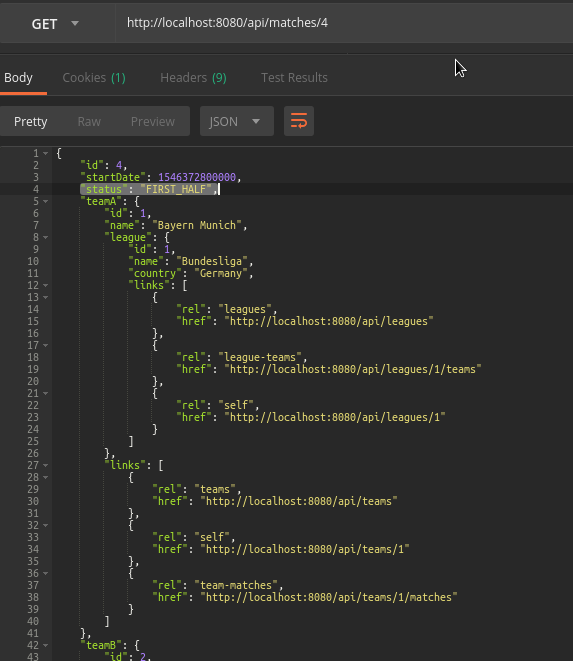 GET http://localhost:8080/api/matches/4
Body Cookies (1) Headers (9) Test Results
Pretty Raw Preview JSON
1 {
2 "id": 4,
3 "startDate": 1546372800000,
4 "status": "FIRST_HALF",
5 "teamA": {
6 "id": 1,
7 "name": "Bayern Munich",
8 "league": {
9 "id": 1,
10 "name": "Bundesliga",
11 "country": "Germany",
12 "links": [
13 {
14 "rel": "leagues",
15 "href": "http://localhost:8080/api/leagues"
16 },
17 {
18 "rel": "league-teams",
19 "href": "http://localhost:8080/api/leagues/1/teams"
20 },
21 {
22 "rel": "self",
23 "href": "http://localhost:8080/api/leagues/1"
24 }
25 ]
26 },
27 "links": [
28 {
29 "rel": "teams",
30 "href": "http://localhost:8080/api/teams"
31 },
32 {
33 "rel": "self",
34 "href": "http://localhost:8080/api/teams/1"
35 },
36 {
37 "rel": "team-matches",
38 "href": "http://localhost:8080/api/teams/1/matches"
39 }
40 ]
41 },
42 "teamB": {
43 "id": 2,